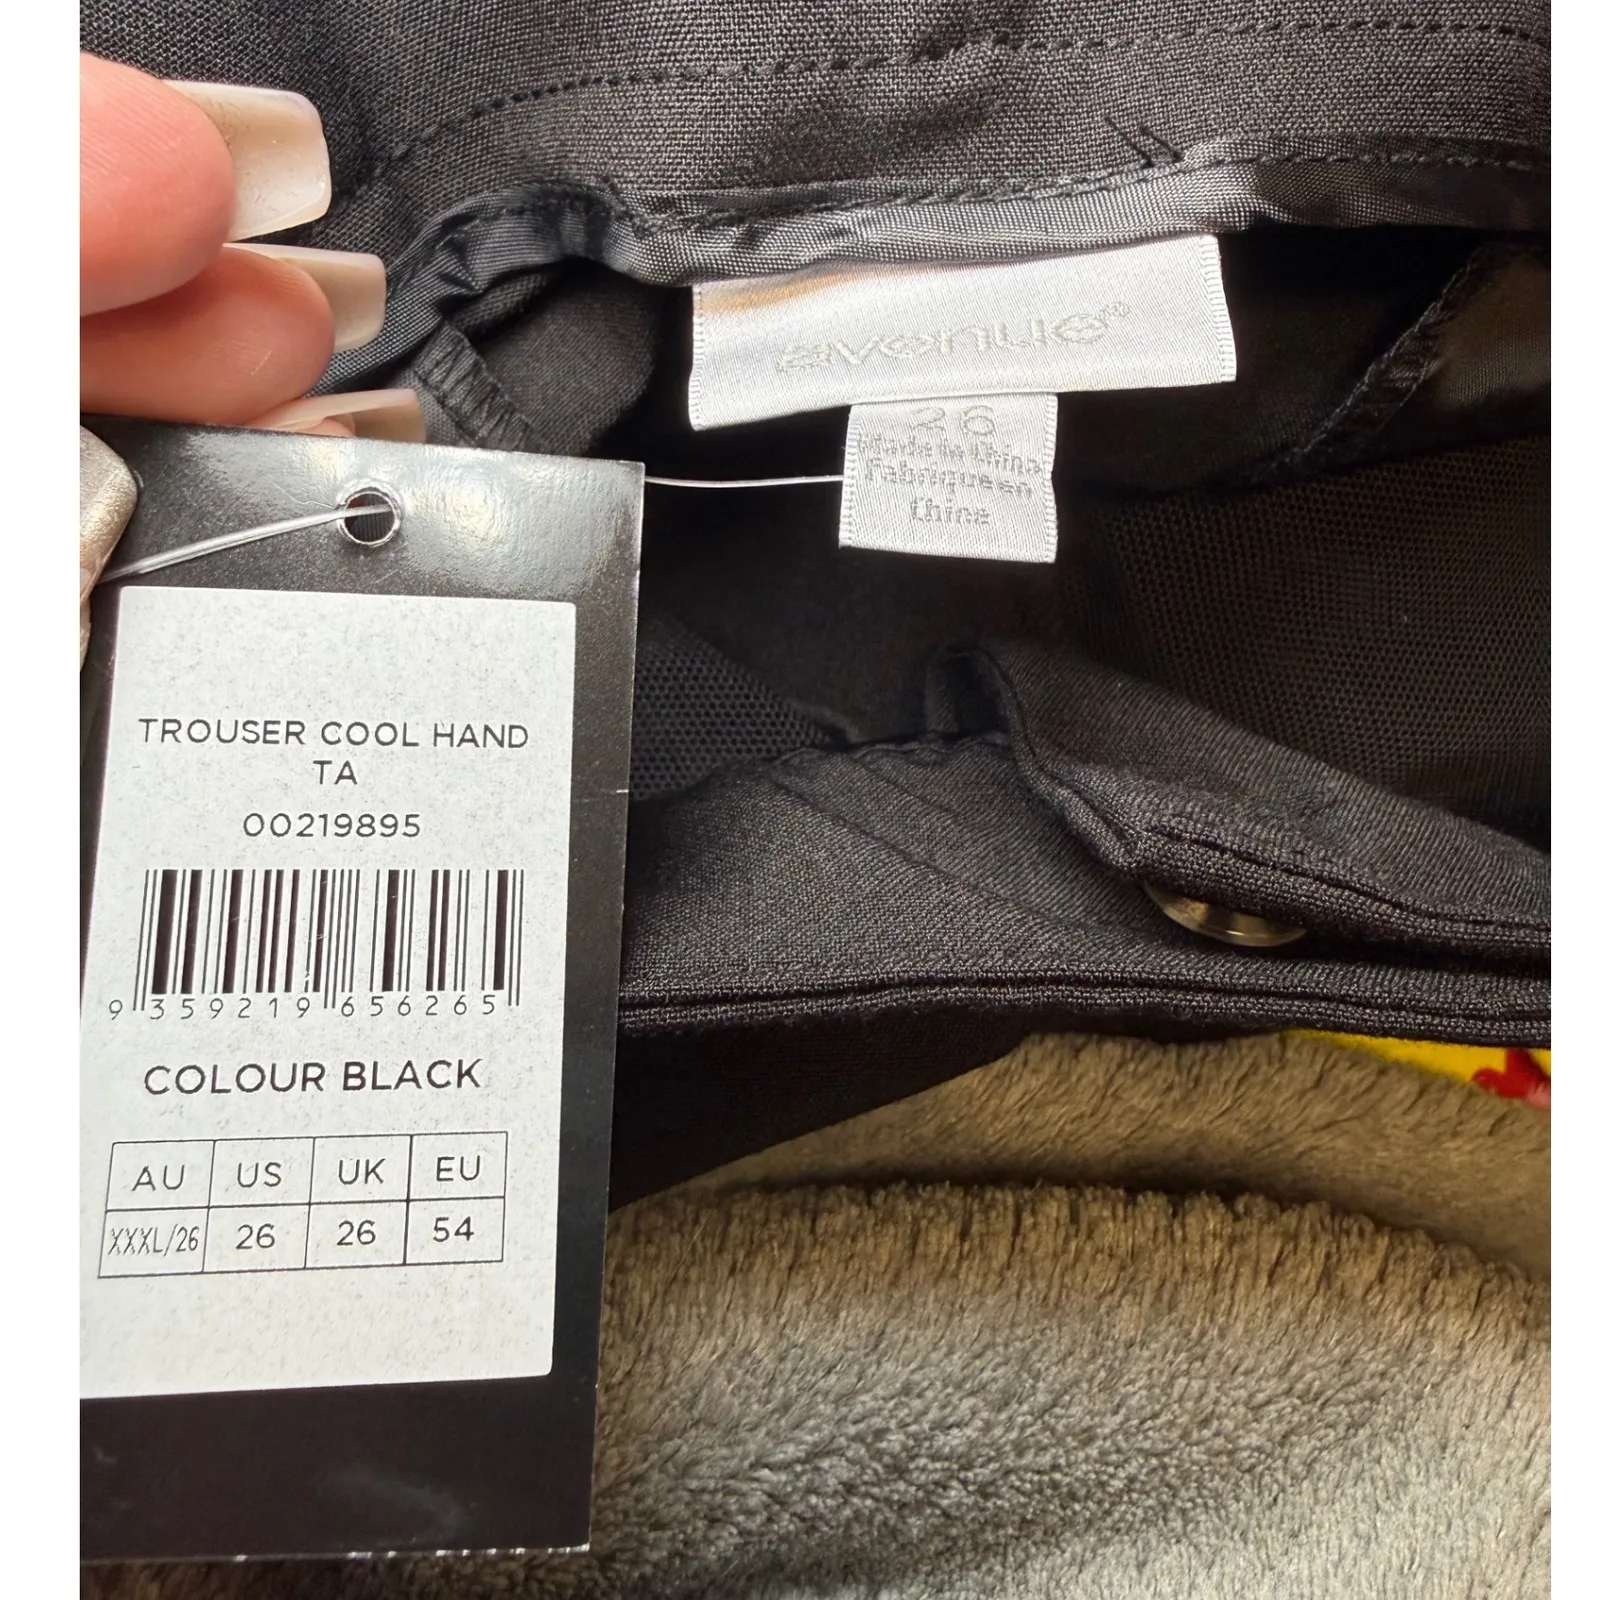 avenue®
26
Made in China
Fabriqué en
Chine
TROUSER COOL HAND
TA
00219895
9 359219 656265
COLOUR BLACK
AU US UK EU
XXXL/26 26 26 54